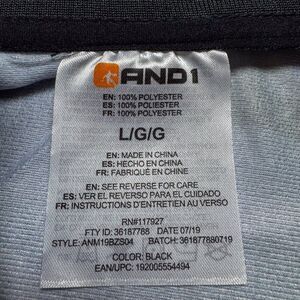 AND1
EN: 100% POLYESTER
ES: 100% POLIESTER
FR: 100% POLYESTER
L/G/G
EN: MADE IN CHINA
ES: HECHO EN CHINA
FR: FABRIQUÉ EN CHINE
EN: SEE REVERSE FOR CARE
ES: VER EL REVERSO PARA EL CUIDADO
FR: INSTRUCTIONS D'ENTRETIEN AU VERSO
RN#117927
FTY ID: 36187788 DATE 07/19
STYLE: ANM19BZS04 BATCH: 361877880719
COLOR: BLACK
EAN/UPC: 192005554494